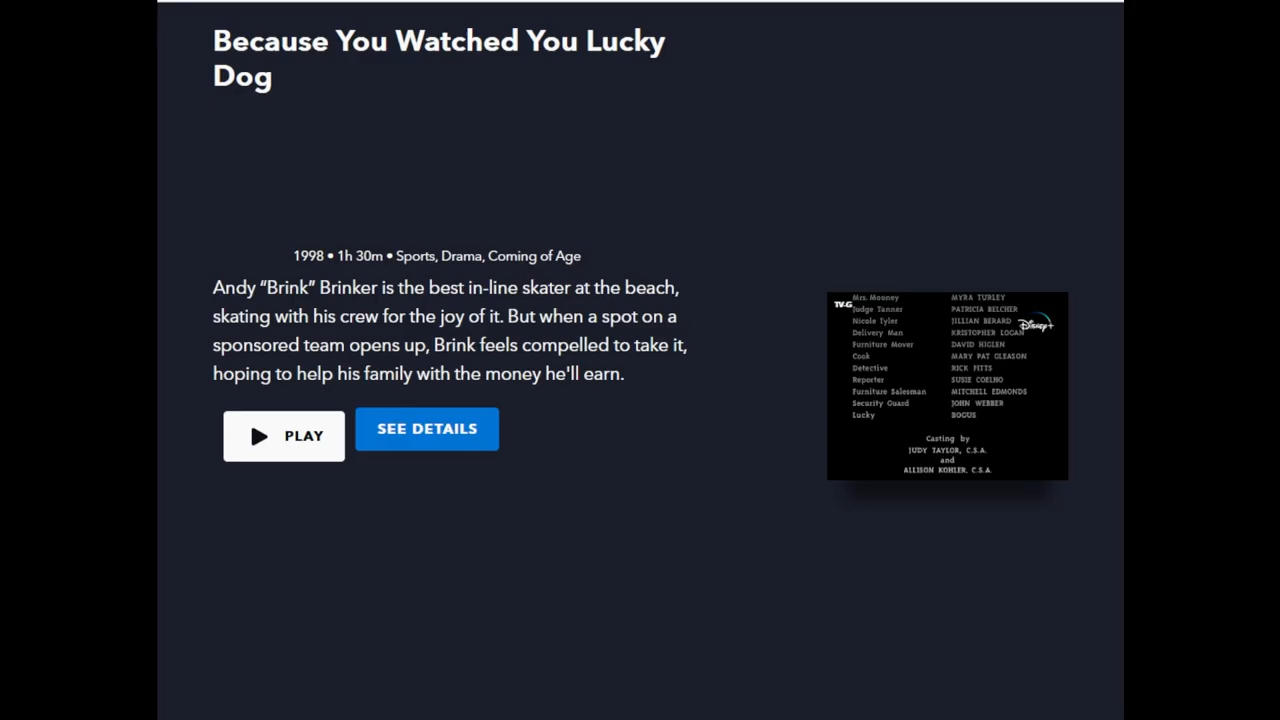 Because You Watched You Lucky
Dog
1998 • 1h 30m • Sports, Drama, Coming of Age
Andy “Brink” Brinker is the best in-line skater at the beach,
skating with his crew for the joy of it. But when a spot on a
sponsored team opens up, Brink feels compelled to take it,
hoping to help his family with the money he'll earn.
PLAY
SEE DETAILS
TV-G
Disney+
Mrs. Mooney MYRA TURLEY
Judge Tanner PATRICIA BELCHER
Nicole Tyler JILLIAN BERARD
Delivery Man KRISTOPHER LOGAN
Furniture Mover DAVID HIGLEN
Cook MARY PAT GLEASON
Detective RICK FITTS
Reporter SUSIE COELHO
Furniture Salesman MITCHELL EDMONDS
Security Guard JOHN WEBBER
Lucky BOGUS
Casting by
JUDY TAYLOR, C.S.A.
and
ALLISON KOHLER, C.S.A.